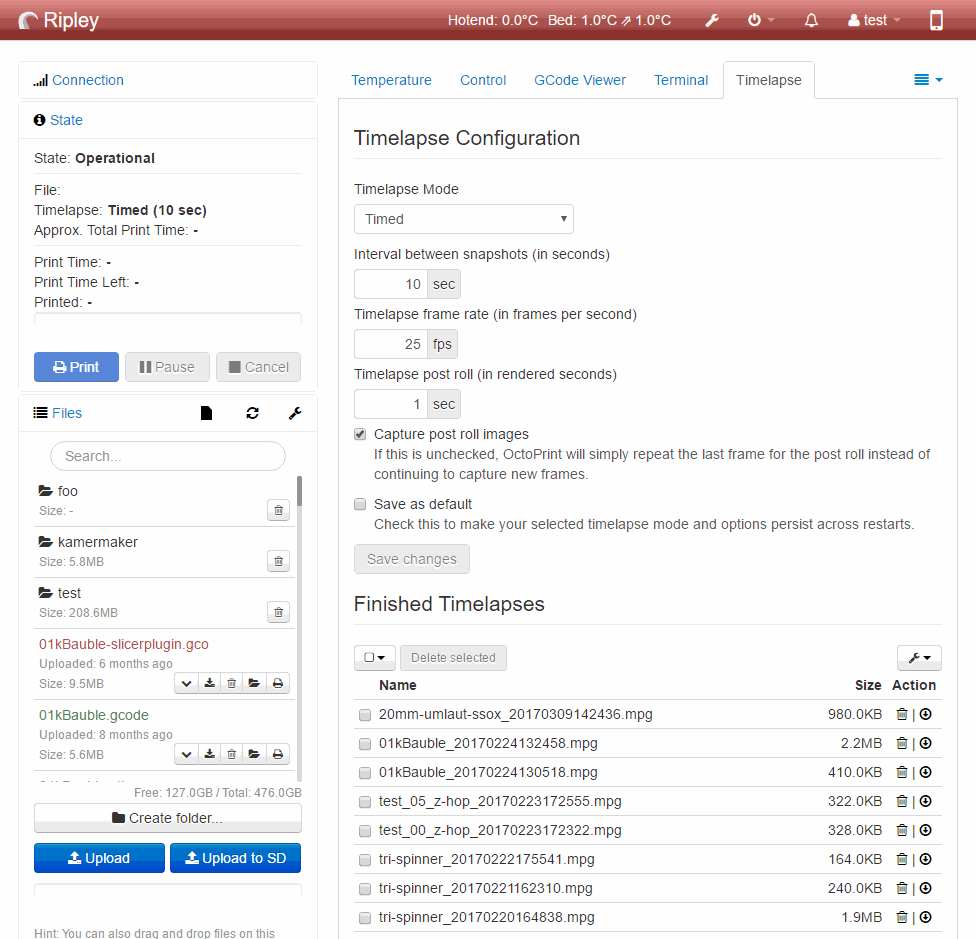 Ripley
Hotend: 0.0°C Bed: 1.0°C ⇗ 1.0°C
test
Connection
State
State: Operational
File:
Timelapse: Timed (10 sec)
Approx. Total Print Time: -
Print Time: -
Print Time Left: -
Printed: -
Print Pause Cancel
Files
Search...
foo
Size: -
kamermaker
Size: 5.8MB
test
Size: 208.6MB
01kBauble-slicerplugin.gco
Uploaded: 6 months ago
Size: 9.5MB
01kBauble.gcode
Uploaded: 8 months ago
Size: 5.6MB
Free: 127.0GB / Total: 476.0GB
Create folder...
Upload Upload to SD
Hint: You can also drag and drop files on this
Temperature Control GCode Viewer Terminal Timelapse
Timelapse Configuration
Timelapse Mode
Timed
Interval between snapshots (in seconds)
10 sec
Timelapse frame rate (in frames per second)
25 fps
Timelapse post roll (in rendered seconds)
1 sec
Capture post roll images
If this is unchecked, OctoPrint will simply repeat the last frame for the post roll instead of
continuing to capture new frames.
Save as default
Check this to make your selected timelapse mode and options persist across restarts.
Save changes
Finished Timelapses
Delete selected
Name Size Action
20mm-umlaut-ssox_20170309142436.mpg 980.0KB |
01kBauble_20170224132458.mpg 2.2MB |
01kBauble_20170224130518.mpg 410.0KB |
test_05_z-hop_20170223172555.mpg 322.0KB |
test_00_z-hop_20170223172322.mpg 328.0KB |
tri-spinner_20170222175541.mpg 164.0KB |
tri-spinner_20170221162310.mpg 240.0KB |
tri-spinner_20170220164838.mpg 1.9MB |